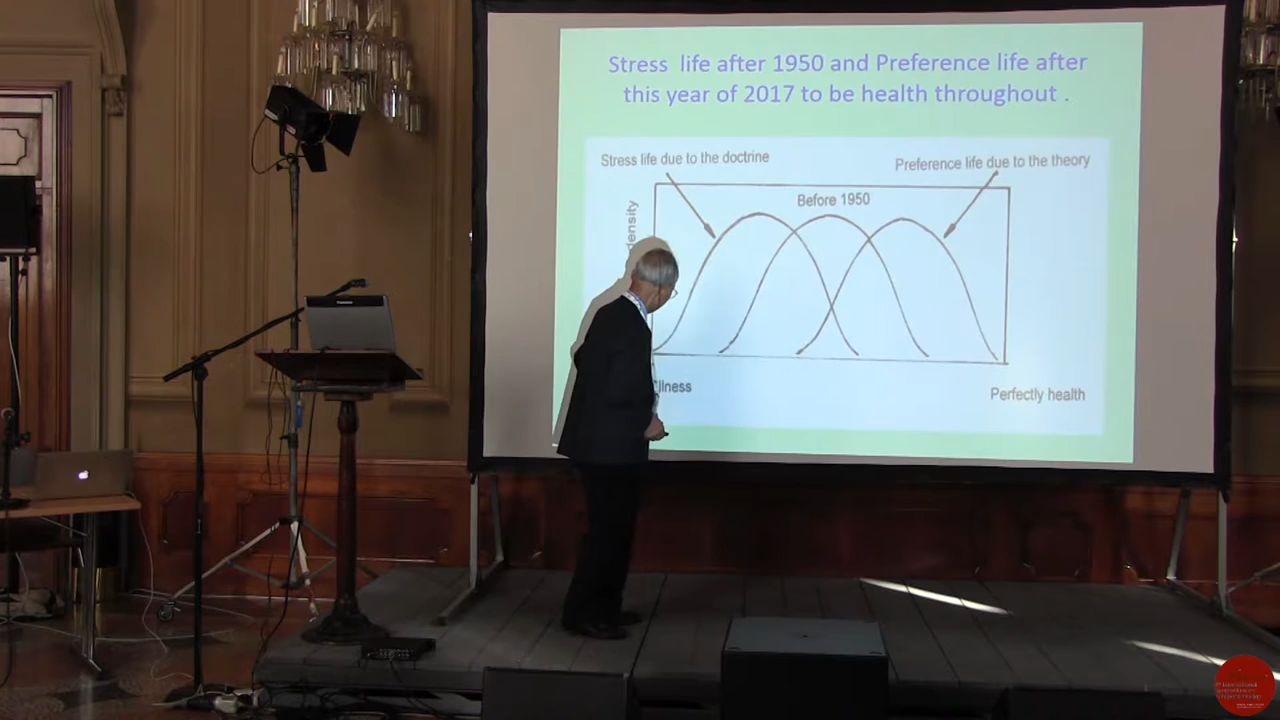 Stress life after 1950 and Preference life after
this year of 2017 to be health throughout .
Stress life due to the doctrine
Preference life due to the theory
Before 1950
Perfectly health